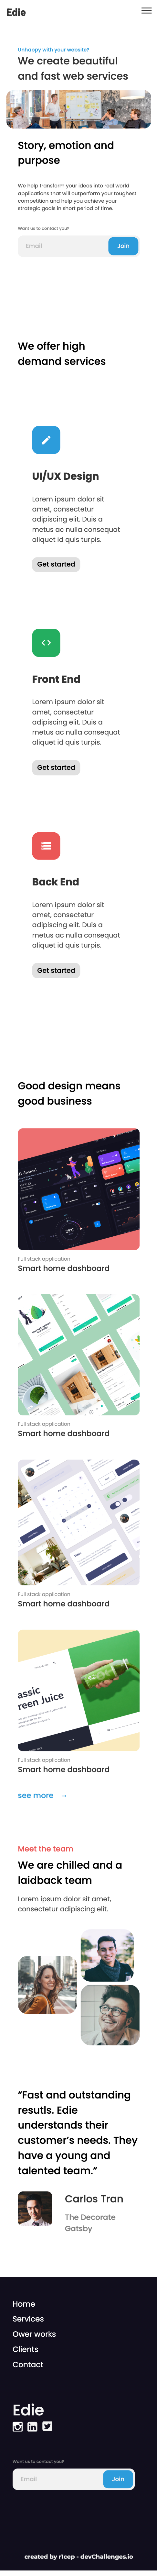 Edie
Unhappy with your website?
We create beautiful
and fast web services
Story, emotion and
purpose
We help transform your ideas into real world
applications that will outperform your toughest
competition and help you achieve your
strategic goals in short period of time.
Want us to contact you?
Email
Join
We offer high
demand services
UI/UX Design
Lorem ipsum dolor sit
amet, consectetur
adipiscing elit. Duis a
metus ac nulla consequat
aliquet id quis turpis.
Get started
Front End
Lorem ipsum dolor sit
amet, consectetur
adipiscing elit. Duis a
metus ac nulla consequat
aliquet id quis turpis.
Get started
Back End
Lorem ipsum dolor sit
amet, consectetur
adipiscing elit. Duis a
metus ac nulla consequat
aliquet id quis turpis.
Get started
Good design means
good business
Full stack application
Smart home dashboard
Full stack application
Smart home dashboard
Full stack application
Smart home dashboard
assic
reen Juice
Full stack application
Smart home dashboard
see more →
Meet the team
We are chilled and a
laidback team
Lorem ipsum dolor sit amet,
consectetur adipiscing elit.
“Fast and outstanding
resutls. Edie
understands their
customer’s needs. They
have a young and
talented team.”
Carlos Tran
The Decorate
Gatsby
Home
Services
Ower works
Clients
Contact
Edie
Want us to contact you?
Email
Join
created by r1cep - devChallenges.io